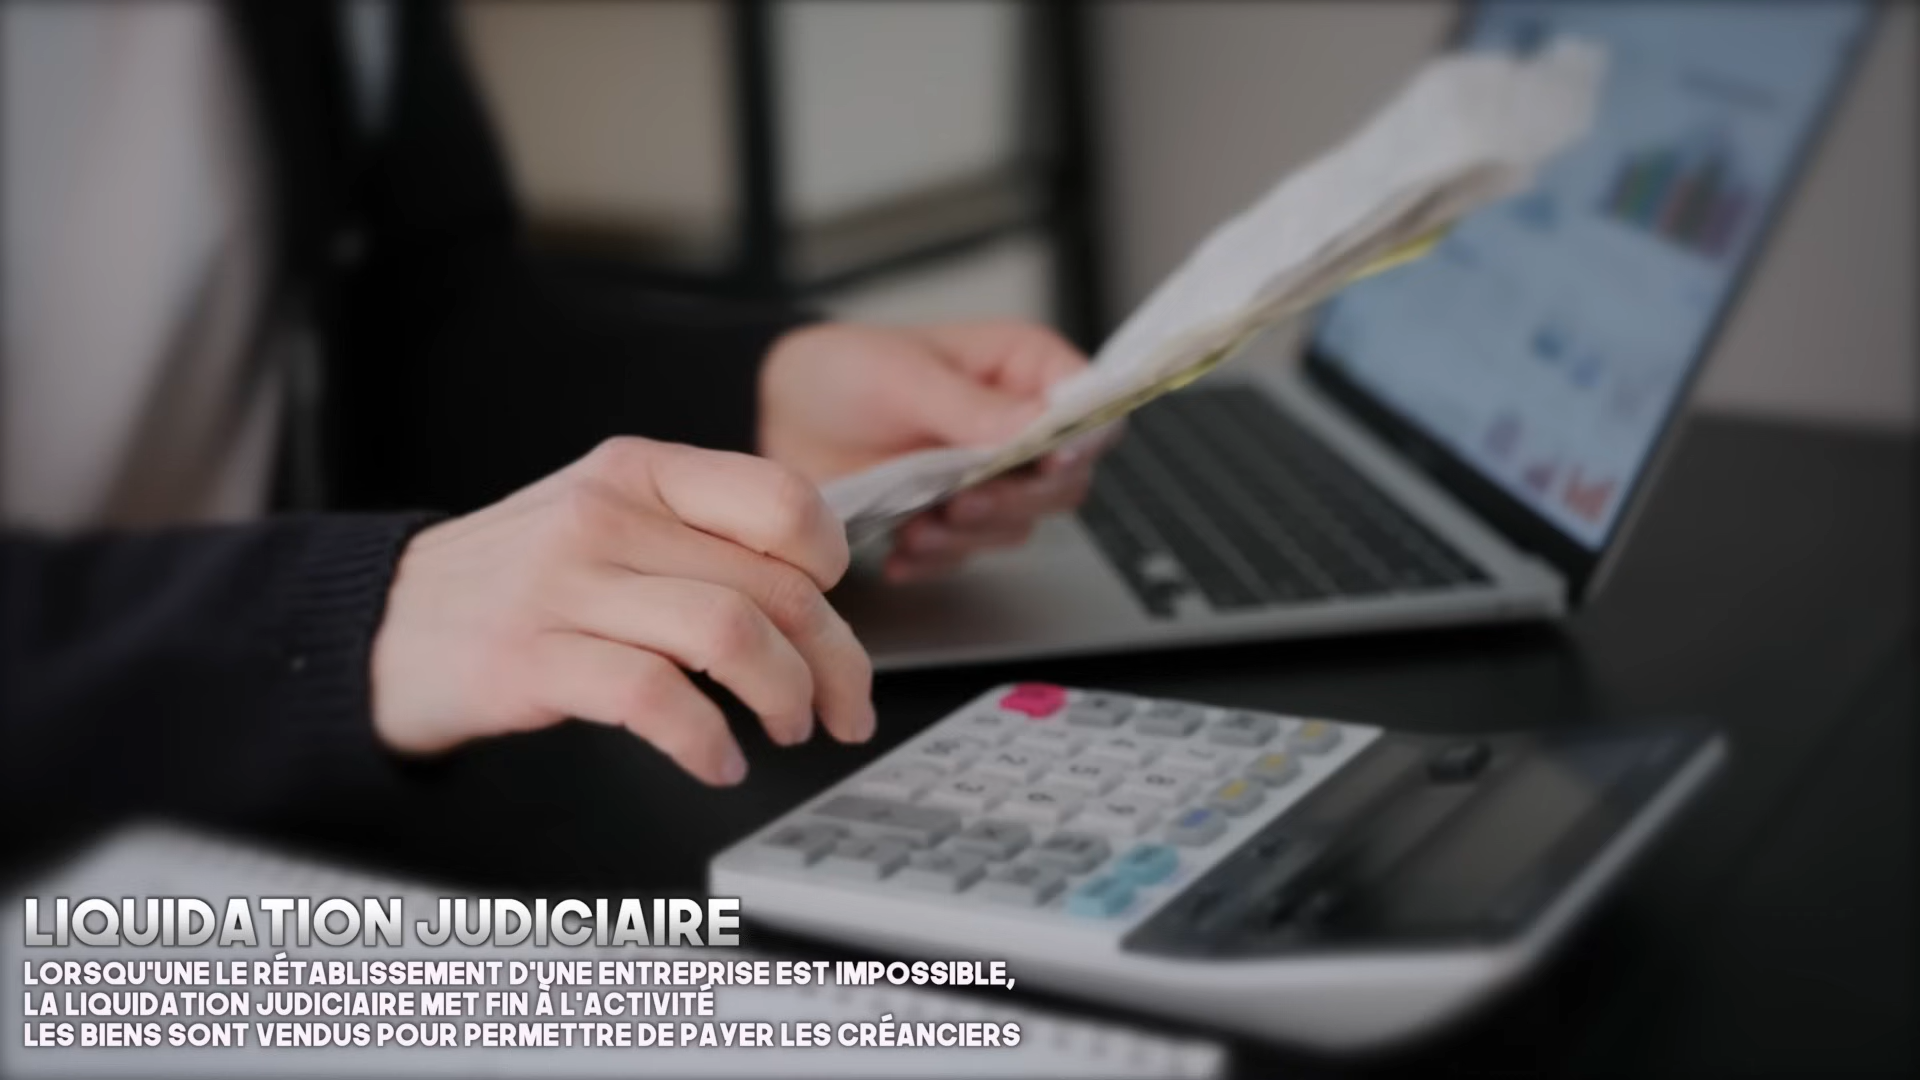 LIQUIDATION JUDICIAIRE
LORSQU'UNE LE RÉTABLISSEMENT D'UNE ENTREPRISE EST IMPOSSIBLE,
LA LIQUIDATION JUDICIAIRE MET FIN À L'ACTIVITÉ
LES BIENS SONT VENDUS POUR PERMETTRE DE PAYER LES CRÉANCIERS